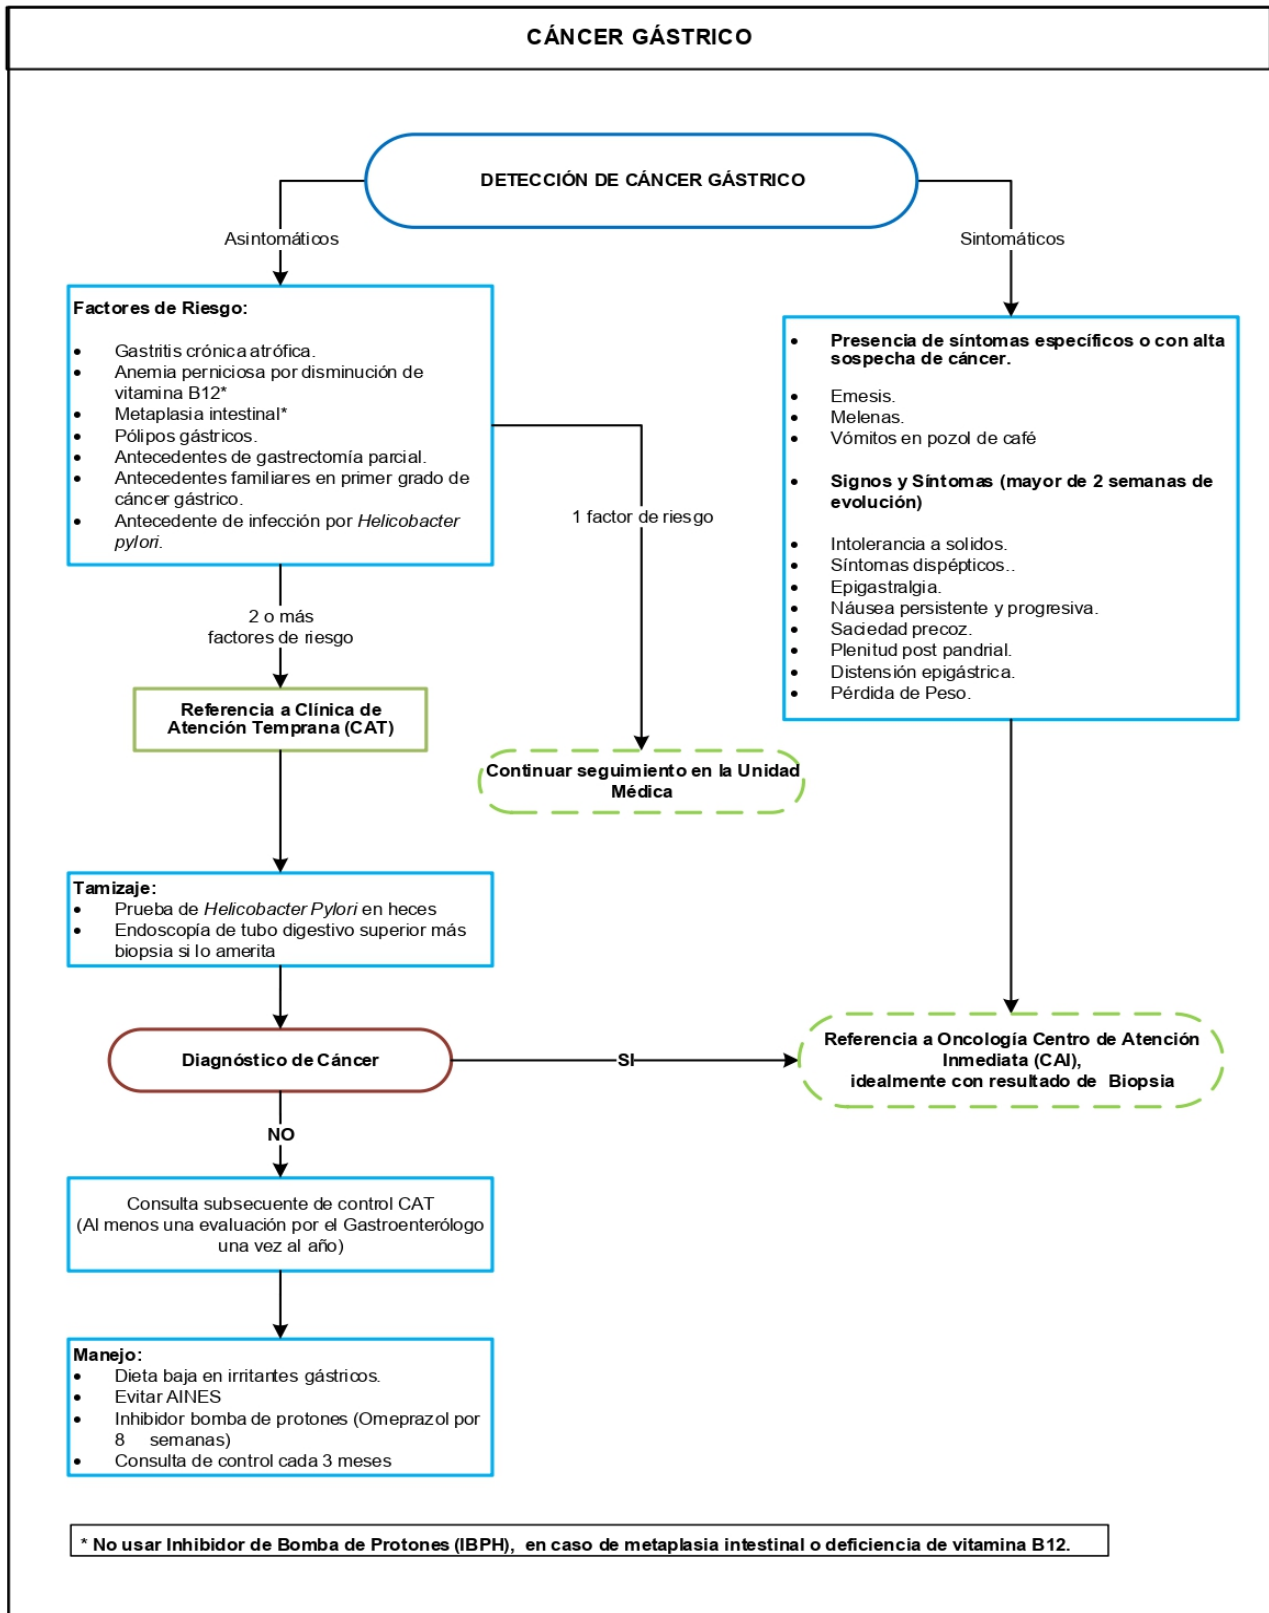 CÁNCER GÁSTRICO
DETECCIÓN DE CÁNCER GÁSTRICO
Asintomáticos
Sintomáticos
Factores de Riesgo:
• Gastritis crónica atrófica.
• Anemia perniciosa por disminución de
vitamina B12*
• Metaplasia intestinal*
• Pólipos gástricos.
• Antecedentes de gastrectomía parcial.
• Antecedentes familiares en primer grado de
cáncer gástrico.
• Antecedente de infección por Helicobacter
pylori.
• Presencia de síntomas específicos o con alta
sospecha de cáncer.
• Emesis.
• Melenas.
• Vómitos en pozol de café
Signos y Síntomas (mayor de 2 semanas de
evolución)
• Intolerancia a solidos.
• Síntomas dispépticos..
• Epigastralgia.
• Náusea persistente y progresiva.
• Saciedad precoz.
• Plenitud post pandrial.
• Distensión epigástrica.
• Pérdida de Peso.
1 factor de riesgo
2 o más
factores de riesgo
Referencia a Clínica de
Atención Temprana (CAT)
Continuar seguimiento en la Unidad
Médica
Tamizaje:
• Prueba de Helicobacter Pylori en heces
• Endoscopía de tubo digestivo superior más
biopsia si lo amerita
Diagnóstico de Cáncer
SI
Referencia a Oncología Centro de Atención
Inmediata (CAI),
idealmente con resultado de Biopsia
NO
Consulta subsecuente de control CAT
(Al menos una evaluación por el Gastroenterólogo
una vez al año)
Manejo:
• Dieta baja en irritantes gástricos.
• Evitar AINES
• Inhibidor bomba de protones (Omeprazol por
8 semanas)
• Consulta de control cada 3 meses
* No usar Inhibidor de Bomba de Protones (IBPH), en caso de metaplasia intestinal o deficiencia de vitamina B12.